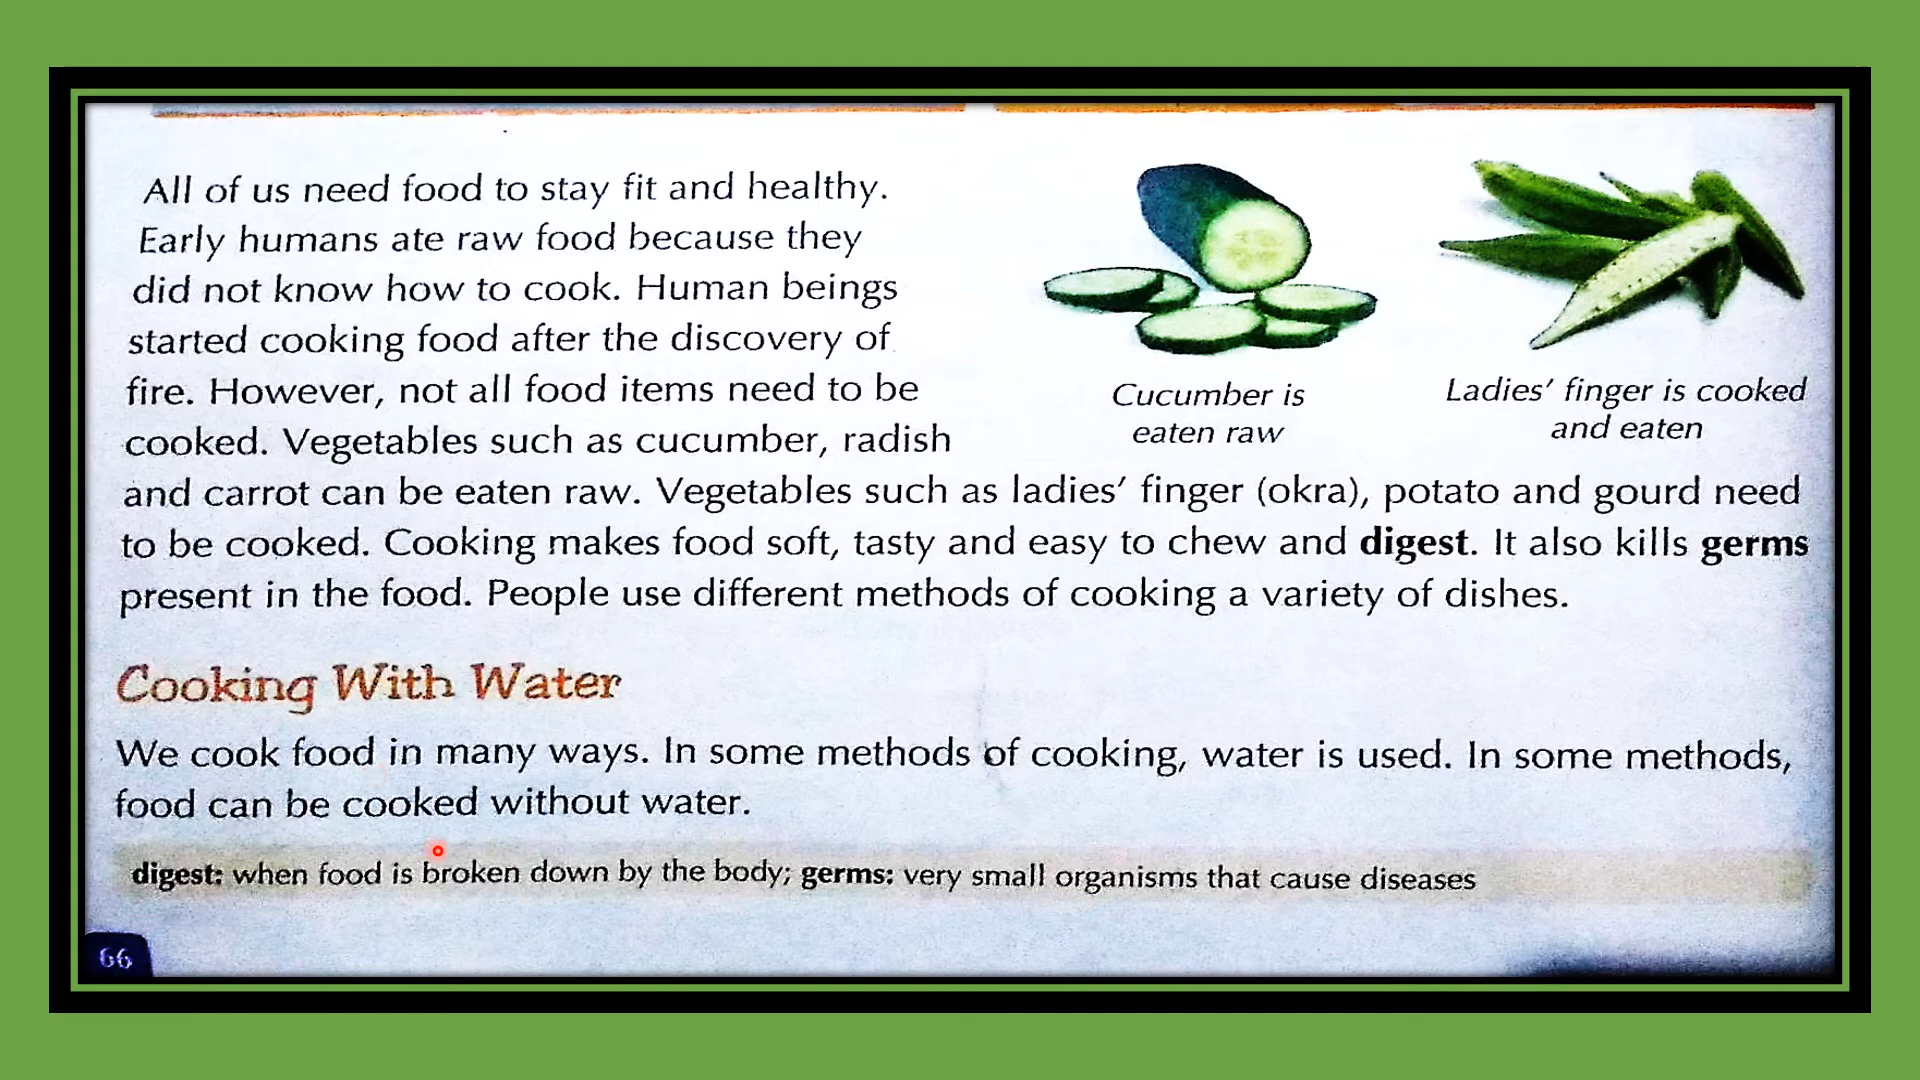 All of us need food to stay fit and healthy.
Early humans ate raw food because they
did not know how to cook. Human beings
started cooking food after the discovery of
fire. However, not all food items need to be
cooked. Vegetables such as cucumber, radish
and carrot can be eaten raw. Vegetables such as ladies’ finger (okra), potato and gourd need
to be cooked. Cooking makes food soft, tasty and easy to chew and digest. It also kills germs
present in the food. People use different methods of cooking a variety of dishes.
Cucumber is
eaten raw
Ladies’ finger is cooked
and eaten
Cooking With Water
We cook food in many ways. In some methods of cooking, water is used. In some methods,
food can be cooked without water.
digest: when food is broken down by the body; germs: very small organisms that cause diseases
66